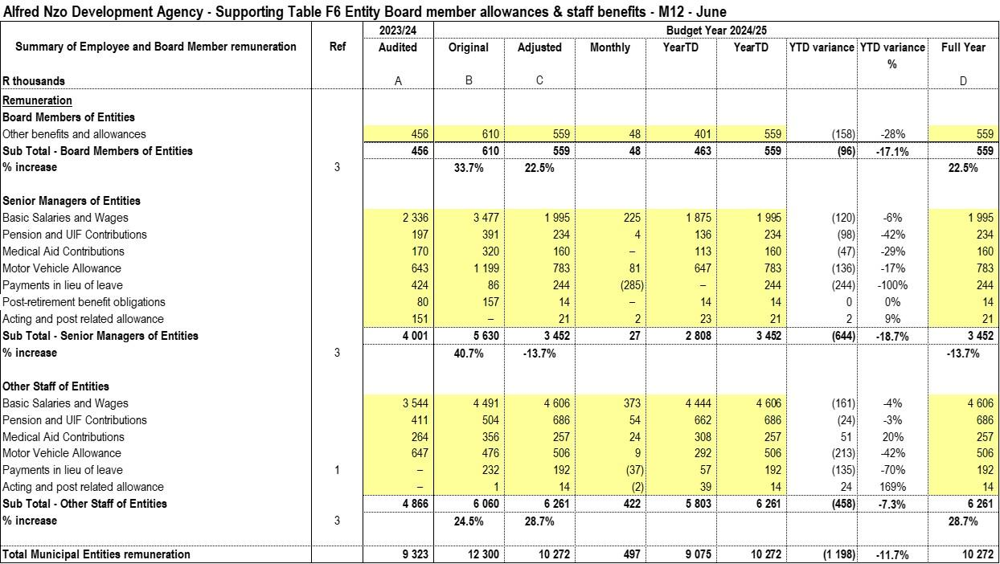 Alfred Nzo Development Agency - Supporting Table F6 Entity Board member allowances & staff benefits - M12 - June
2023/24 Budget Year 2024/25
Summary of Employee and Board Member remuneration Ref Audited Original Adjusted Monthly YearTD YearTD YTD variance YTD variance Full Year
%
R thousands A B C D
Remuneration
Board Members of Entities
Other benefits and allowances 456 610 559 48 401 559 (158) -28% 559
Sub Total - Board Members of Entities 456 610 559 48 463 559 (96) -17.1% 559
% increase 3 33.7% 22.5% 22.5%
Senior Managers of Entities
Basic Salaries and Wages 2 336 3 477 1 995 225 1 875 1 995 (120) -6% 1 995
Pension and UIF Contributions 197 391 234 4 136 234 (98) -42% 234
Medical Aid Contributions 170 320 160 – 113 160 (47) -29% 160
Motor Vehicle Allowance 643 1 199 783 81 647 783 (136) -17% 783
Payments in lieu of leave 424 86 244 (285) – 244 (244) -100% 244
Post-retirement benefit obligations 80 157 14 – 14 14 0 0% 14
Acting and post related allowance 151 – 21 2 23 21 2 9% 21
Sub Total - Senior Managers of Entities 4 001 5 630 3 452 27 2 808 3 452 (644) -18.7% 3 452
% increase 3 40.7% -13.7% -13.7%
Other Staff of Entities
Basic Salaries and Wages 3 544 4 491 4 606 373 4 444 4 606 (161) -4% 4 606
Pension and UIF Contributions 411 504 686 54 662 686 (24) -3% 686
Medical Aid Contributions 264 356 257 24 308 257 51 20% 257
Motor Vehicle Allowance 647 476 506 9 292 506 (213) -42% 506
Payments in lieu of leave 1 – 232 192 (37) 57 192 (135) -70% 192
Acting and post related allowance – 1 14 (2) 39 14 24 169% 14
Sub Total - Other Staff of Entities 4 866 6 060 6 261 422 5 803 6 261 (458) -7.3% 6 261
% increase 3 24.5% 28.7% 28.7%
Total Municipal Entities remuneration 9 323 12 300 10 272 497 9 075 10 272 (1 198) -11.7% 10 272